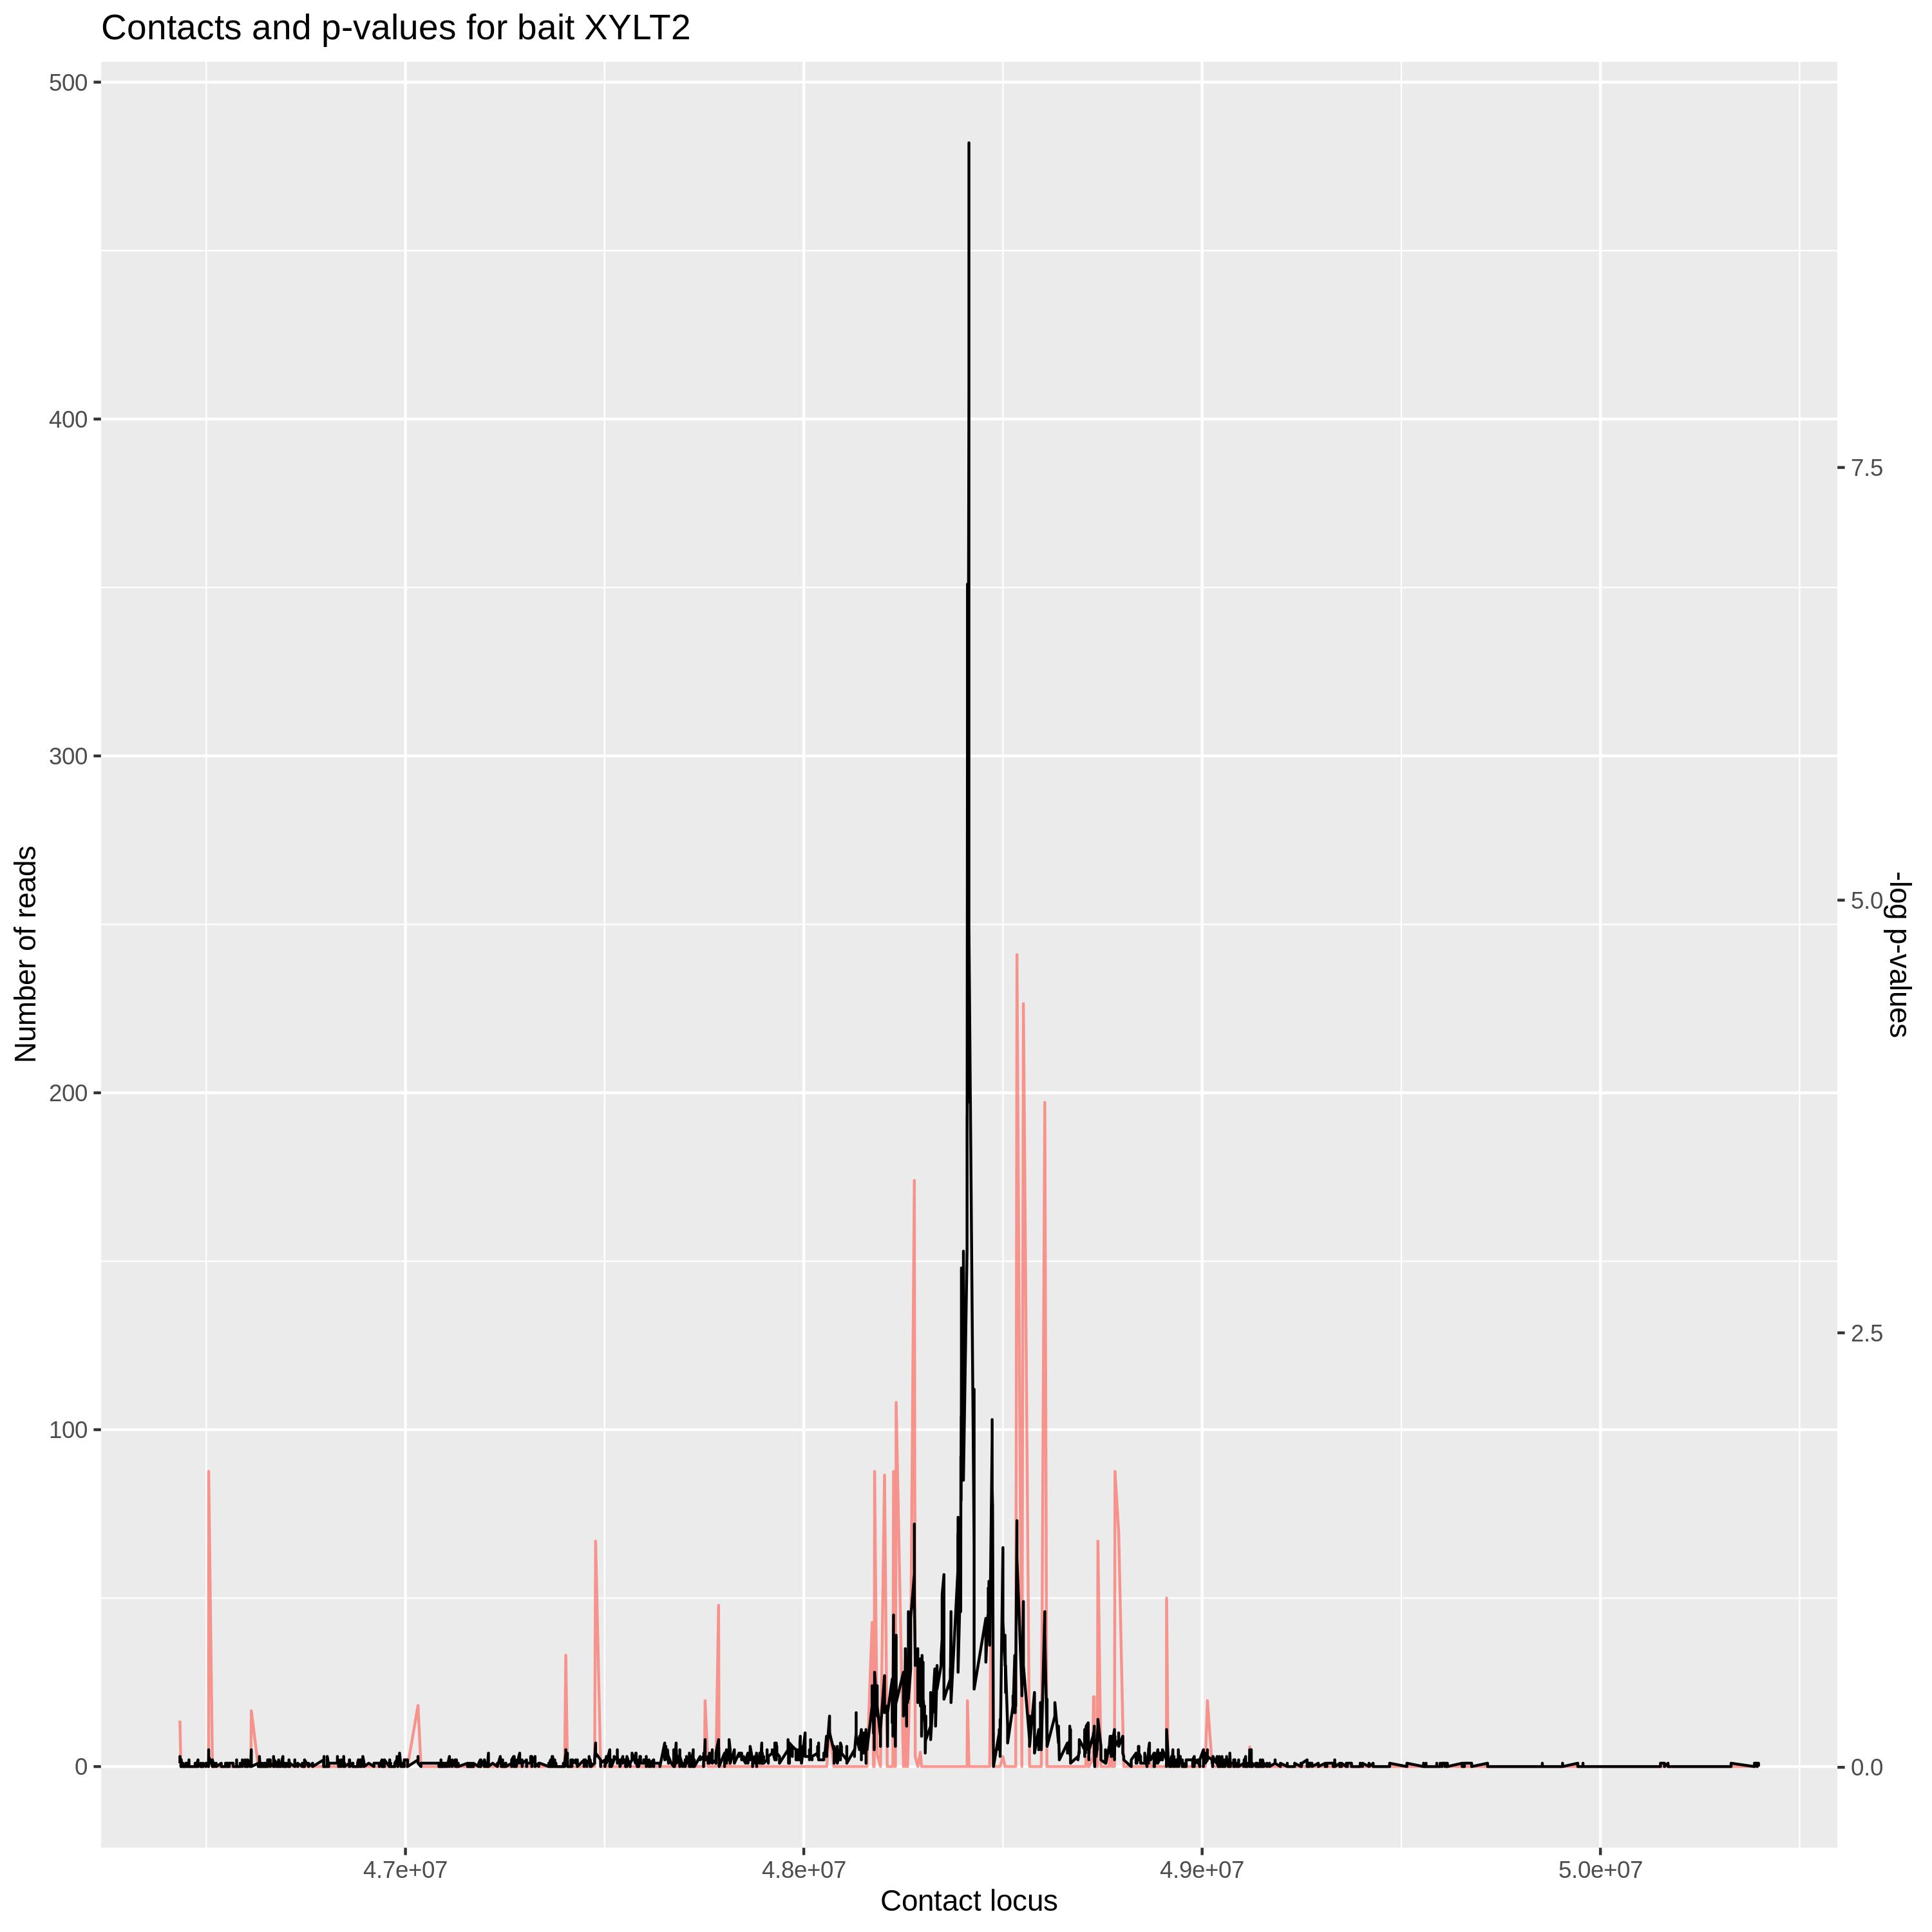 Contacts and p-values for bait XYLT2
500
400
300
200
100
0
Number of reads
7.5
5.0
2.5
0.0
-log p-values
4.7e+07
4.8e+07
4.9e+07
5.0e+07
Contact locus